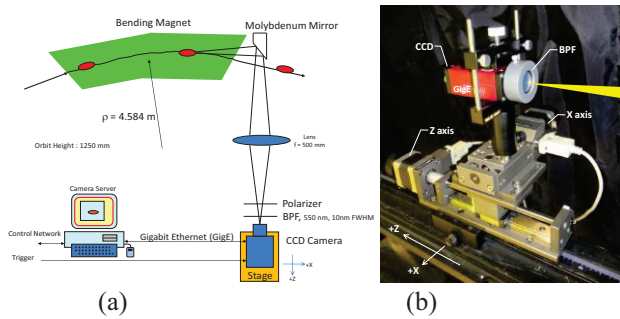 Bending Magnet
Molybdenum Mirror
ρ = 4.584 m
Orbit Height : 1250 mm
Lens
f = 500 mm
Camera Server
Polarizer
BPF, 550 nm, 10nm FWHM
Control Network
Gigabit Ethernet (GigE)
CCD Camera
Trigger
Stage
+X
+Z
(a)
CCD
BPF
GigE
X axis
Z axis
+Z
+X
(b)